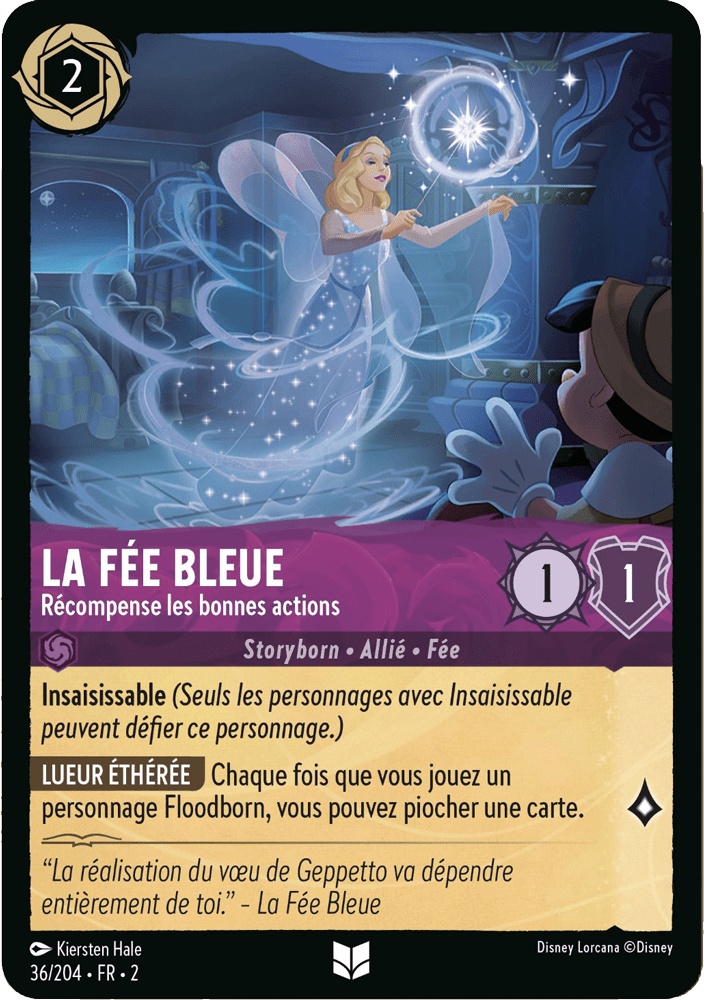 2
LA FÉE BLEUE
Récompense les bonnes actions
1
1
Storyborn • Allié • Fée
Insaisissable (Seuls les personnages avec Insaisissable
peuvent défier ce personnage.)
LUEUR ÉTHÉRÉE Chaque fois que vous jouez un
personnage Floodborn, vous pouvez piocher une carte.
“La réalisation du vœu de Geppetto va dépendre
entièrement de toi.” - La Fée Bleue
Kiersten Hale
Disney Lorcana ©Disney
36/204 • FR • 2